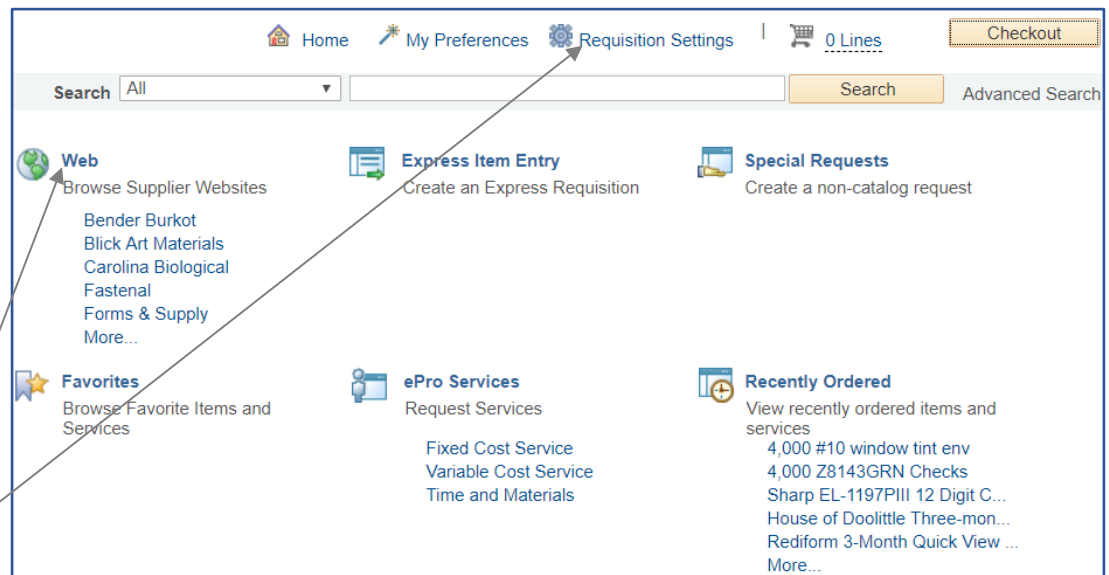 Home My Preferences Requisition Settings | 0 Lines Checkout
Search All Search Advanced Search
Web
Browse Supplier Websites
Bender Burkot
Blick Art Materials
Carolina Biological
Fastenal
Forms & Supply
More...
Express Item Entry
Create an Express Requisition
Special Requests
Create a non-catalog request
Favorites
Browse Favorite Items and
Services
ePro Services
Request Services
Fixed Cost Service
Variable Cost Service
Time and Materials
Recently Ordered
View recently ordered items and
services
4,000 #10 window tint env
4,000 Z8143GRN Checks
Sharp EL-1197PIII 12 Digit C...
House of Doolittle Three-mon...
Rediform 3-Month Quick View ...
More...